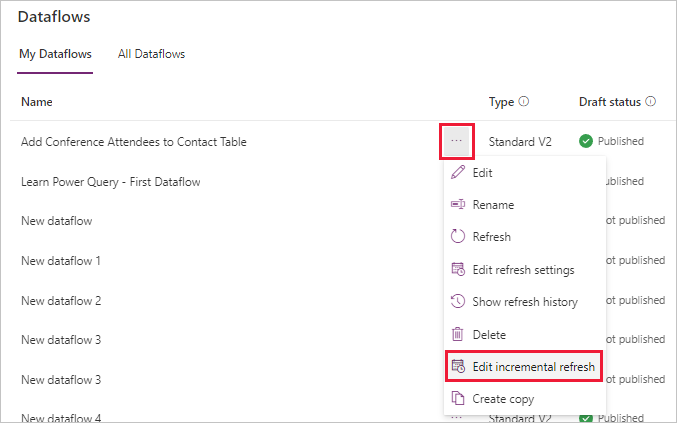 Dataflows
My Dataflows All Dataflows
Name Type Draft status
Add Conference Attendees to Contact Table ... Standard V2 Published
Learn Power Query - First Dataflow ublished
New dataflow ot published
New dataflow 1 ot published
New dataflow 2 ot published
New dataflow 3 ot published
New dataflow 3 ot published
New dataflow 4 ... Standard V2 Published
Edit
Rename
Refresh
Edit refresh settings
Show refresh history
Delete
Edit incremental refresh
Create copy